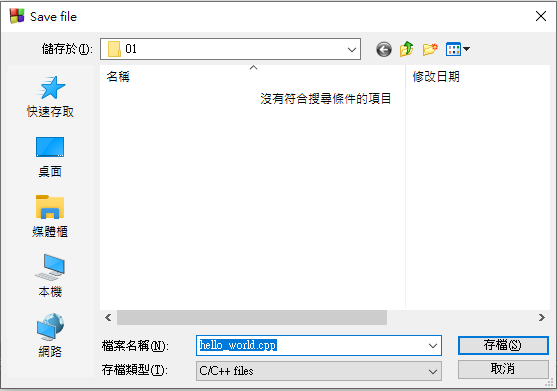 Save file
儲存於(I):
01
名稱
修改日期
沒有符合搜尋條件的項目
快速存取
桌面
媒體櫃
本機
網路
檔案名稱(N):
hello_world.cpp
存檔(S)
存檔類型(T):
C/C++ files
取消